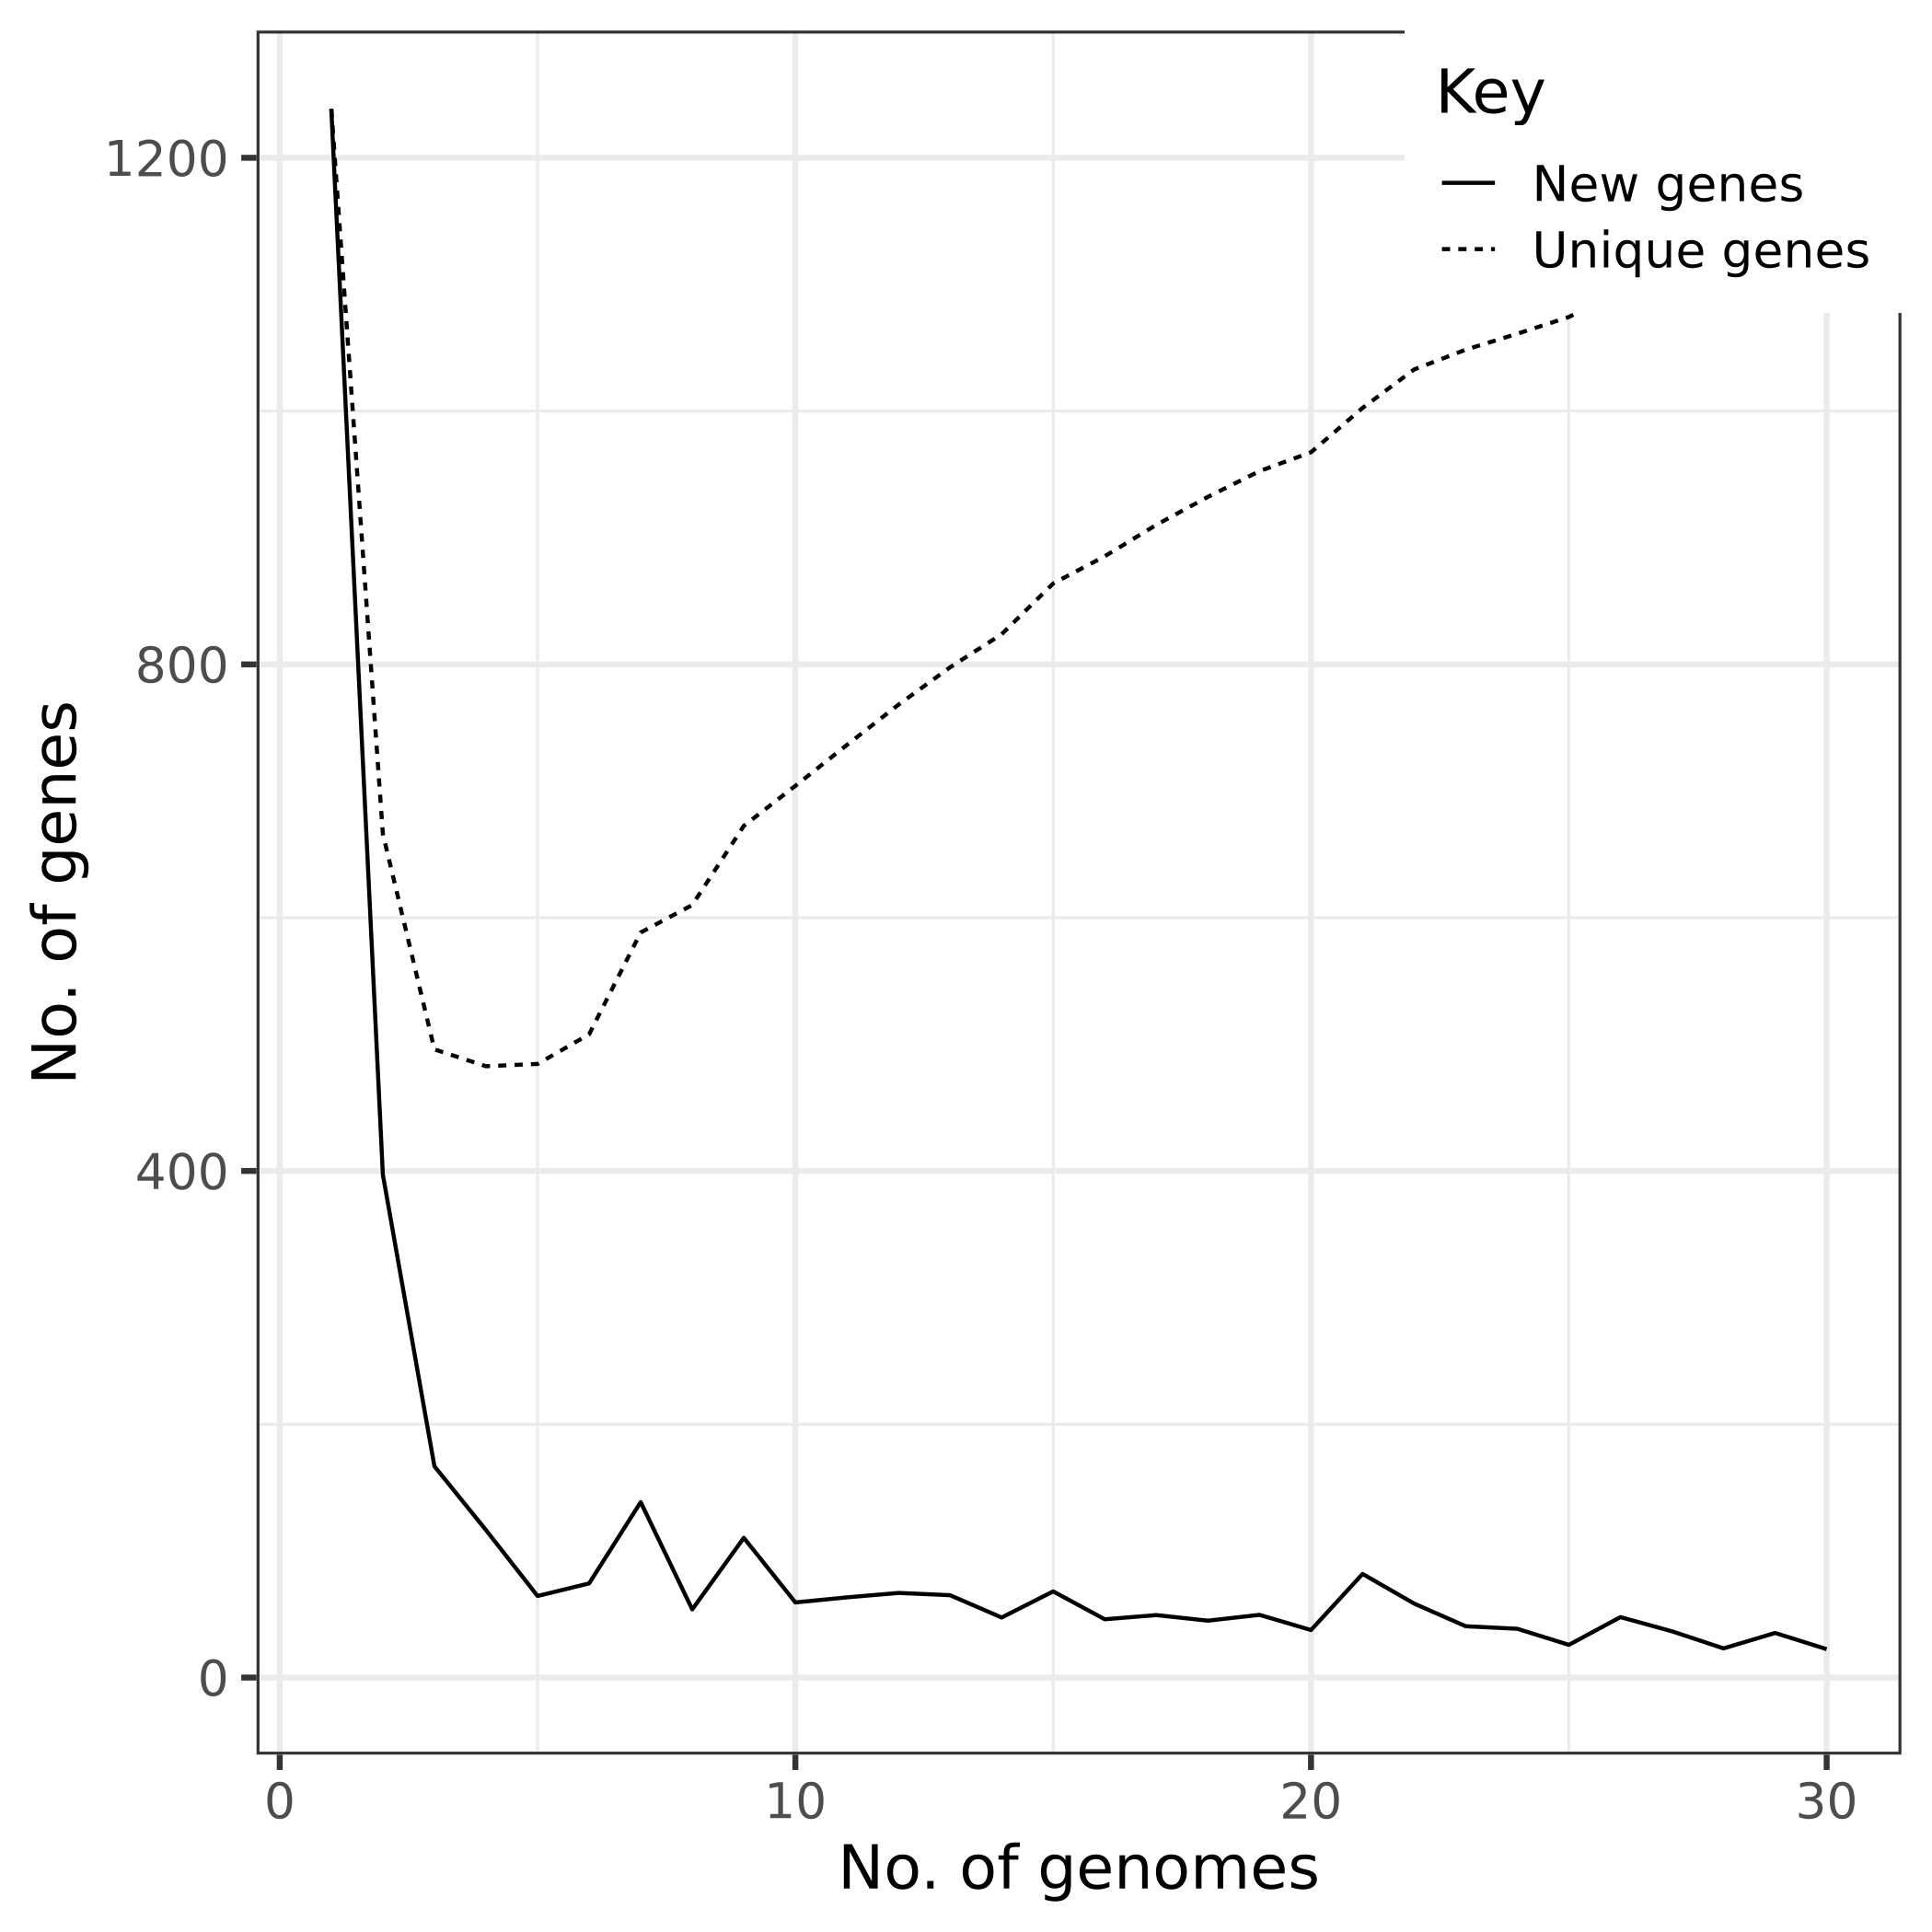 Key
New genes
Unique genes
1200
800
400
0
No. of genes
0 10 20 30
No. of genomes